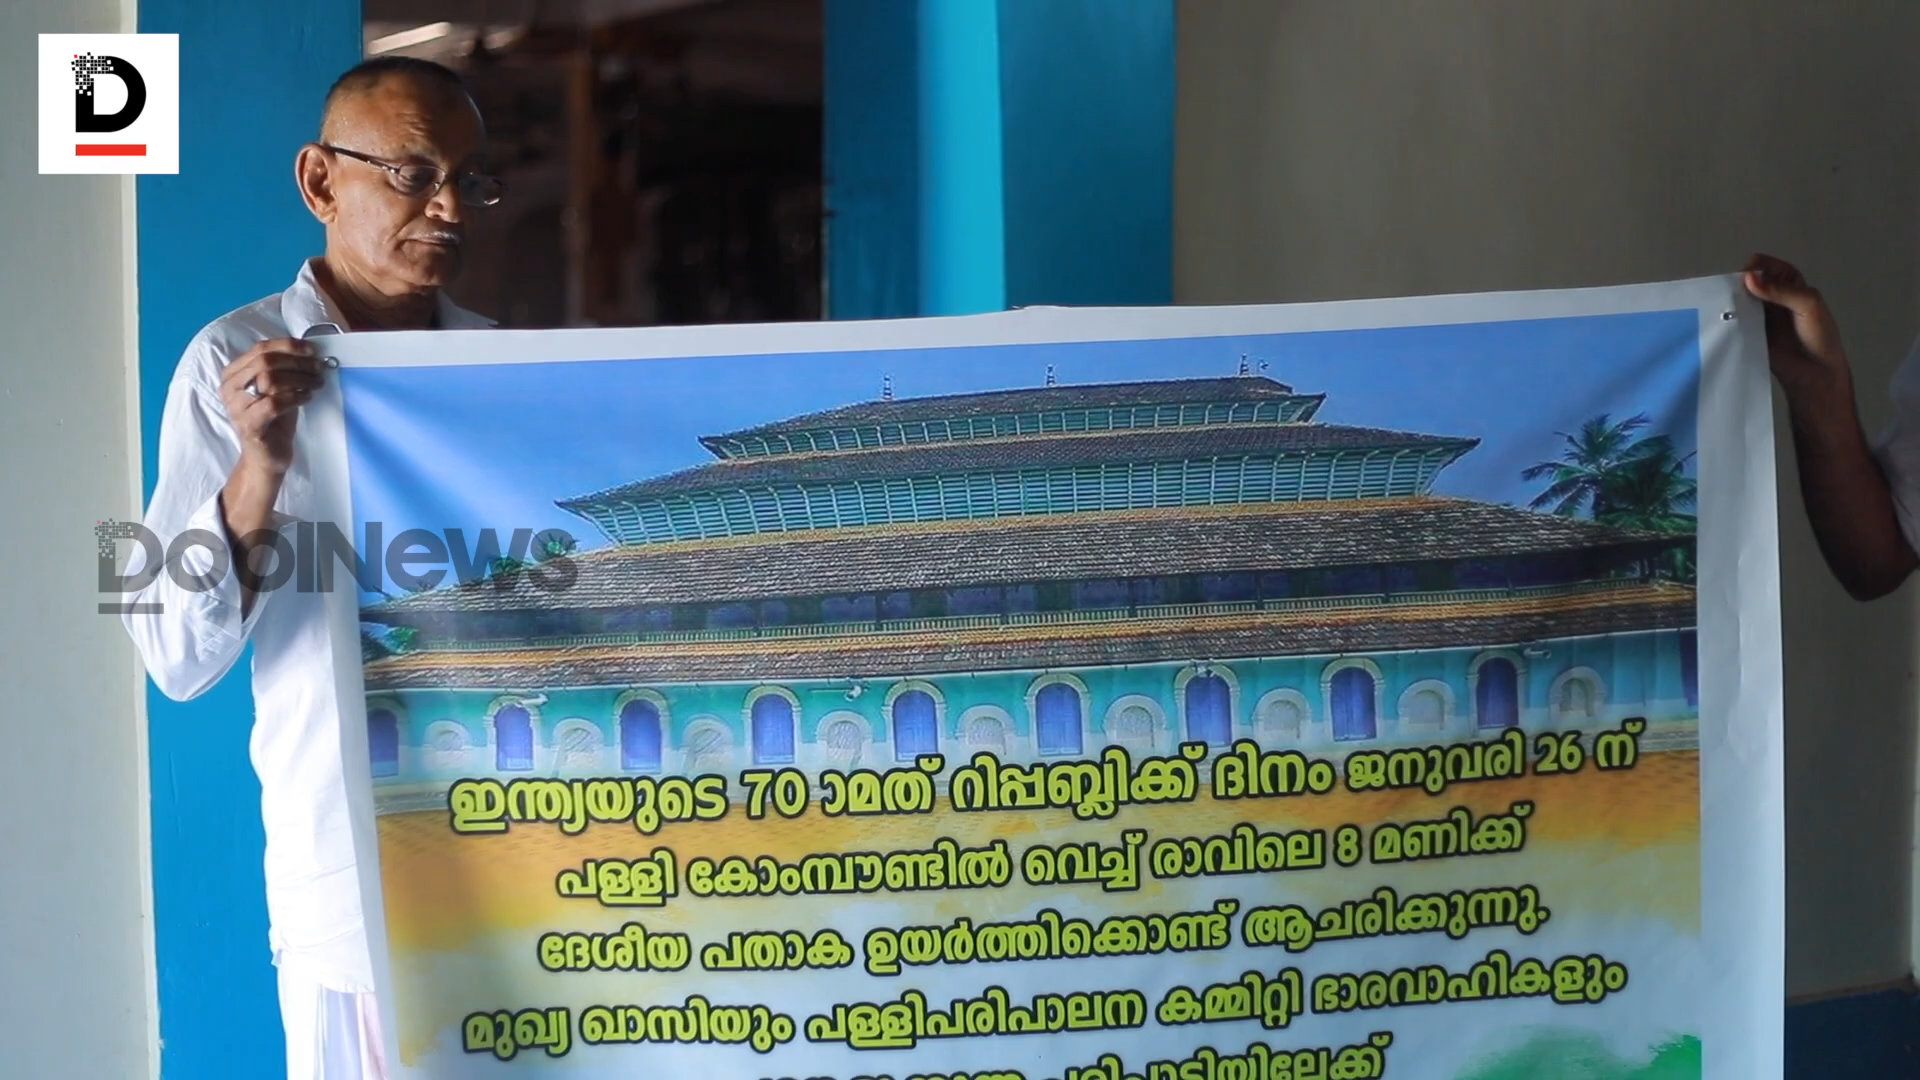 D
DoolNews
ഇന്ത്യയുടെ 70 ാമത് റിപ്പബ്ലിക്ക് ദിനം ജനുവരി 26 ന്
പള്ളി കോംമ്പൗണ്ടിൽ വെച്ച് രാവിലെ 8 മണിക്ക്
ദേശീയ പതാക ഉയർത്തിക്കൊണ്ട് ആചരിക്കുന്നു.
മുഖ്യ ഖാസിയും പള്ളിപരിപാലന കമ്മിറ്റി ഭാരവാഹികളും
പരിപാടിയിലേക്ക്